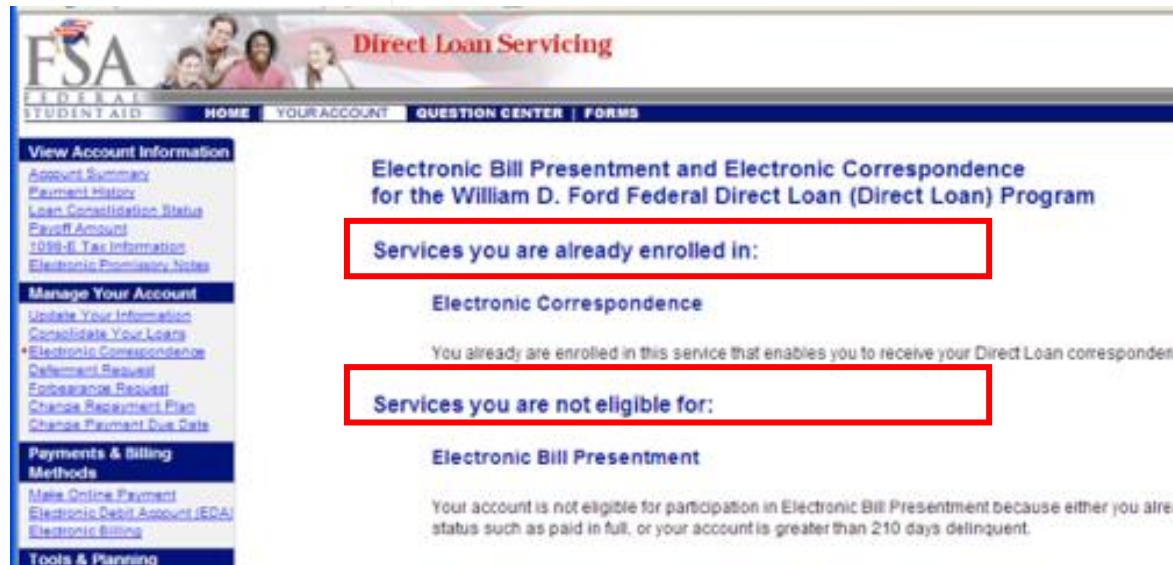 FSA
FEDERAL
STUDENT AID
Direct Loan Servicing
HOME YOUR ACCOUNT QUESTION CENTER | FORMS
View Account Information
Account Summary
Payment History
Loan Consolidation Status
Payoff Amount
1098-E Tax Information
Electronic Promissory Notes
Manage Your Account
Update Your Information
Consolidate Your Loans
Electronic Correspondence
Deferment Request
Forbearance Request
Change Repayment Plan
Change Payment Due Date
Payments & Billing
Methods
Make Online Payment
Electronic Debit Account (EDA)
Electronic Billing
Tools & Planning
Electronic Bill Presentment and Electronic Correspondence
for the William D. Ford Federal Direct Loan (Direct Loan) Program
Services you are already enrolled in:
Electronic Correspondence
You already are enrolled in this service that enables you to receive your Direct Loan corresponden
Services you are not eligible for:
Electronic Bill Presentment
Your account is not eligible for participation in Electronic Bill Presentment because either you alre
status such as paid in full, or your account is greater than 210 days delinquent.